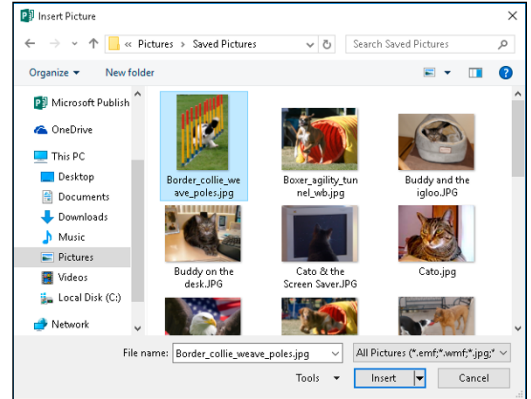 Insert Picture
« Pictures > Saved Pictures
Search Saved Pictures
Organize
New folder
Microsoft Publish
OneDrive
This PC
Desktop
Documents
Downloads
Music
Pictures
Videos
Local Disk (C:)
Network
Border_collie_we
ave_poles.jpg
Boxer_agility_tun
nel_wb.jpg
Buddy and the
igloo.JPG
Buddy on the
desk.JPG
Cato & the
Screen Saver.JPG
Cato.jpg
File name: Border_collie_weave_poles.jpg
All Pictures (*.emf;*.wmf;*.jpg;*
Tools
Insert
Cancel